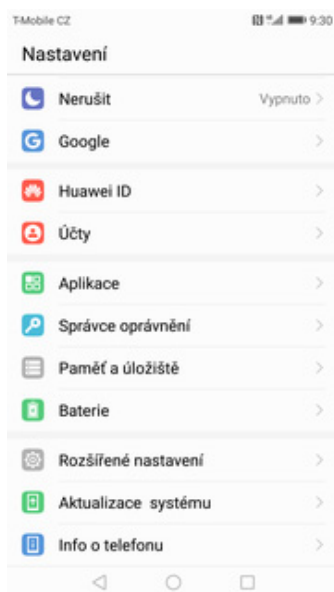 T-Mobile CZ 9:30
Nastavení
Nerušit Vypnuto
Google
Huawei ID
Účty
Aplikace
Správce oprávnění
Paměť a úložiště
Baterie
Rozšířené nastavení
Aktualizace systému
Info o telefonu